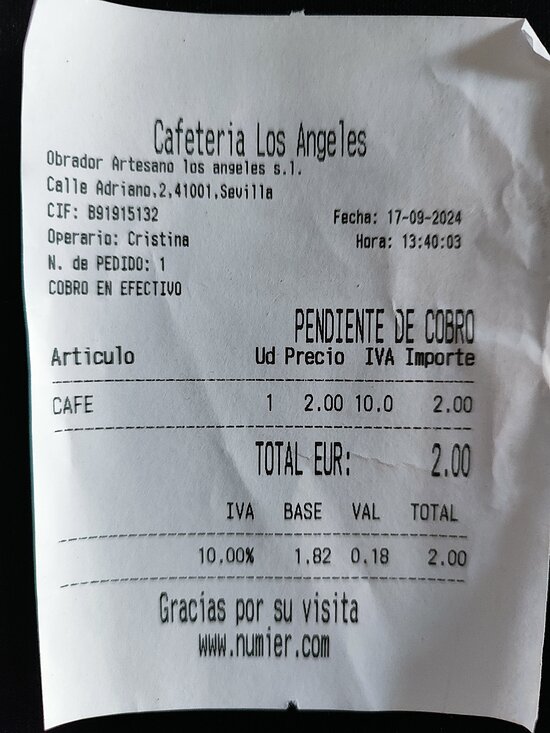 Cafeteria Los Angeles
Obrador Artesano los angeles s.l.
Calle Adriano,2,41001,Sevilla
CIF: B91915132 Fecha: 17-09-2024
Operario: Cristina Hora: 13:40:03
N. de PEDIDO: 1
COBRO EN EFECTIVO
PENDIENTE DE COBRO
Articulo Ud Precio IVA Importe
CAFE 1 2.00 10.0 2.00
TOTAL EUR: 2.00
IVA BASE VAL TOTAL
10.00% 1.82 0.18 2.00
Gracias por su visita
www.numier.com